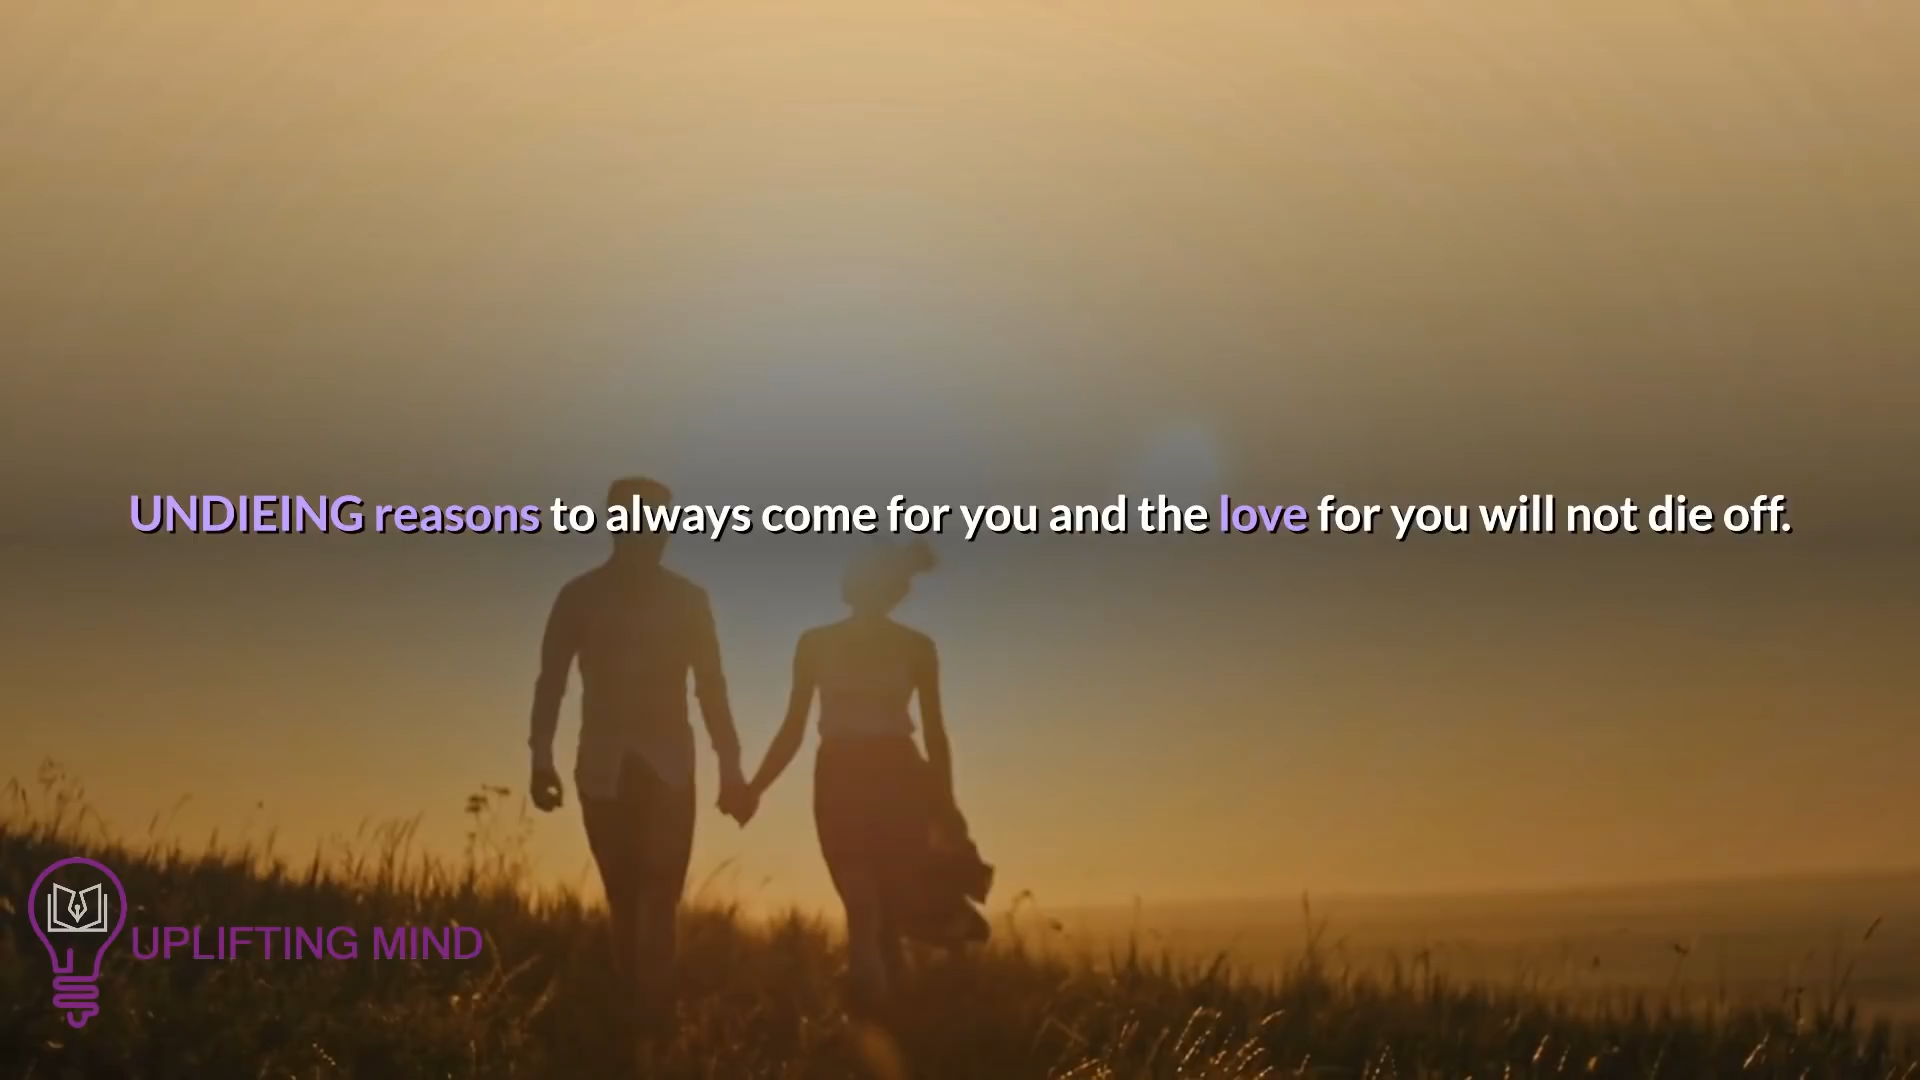 UNDIEING reasons to always come for you and the love for you will not die off.
UPLIFTING MIND